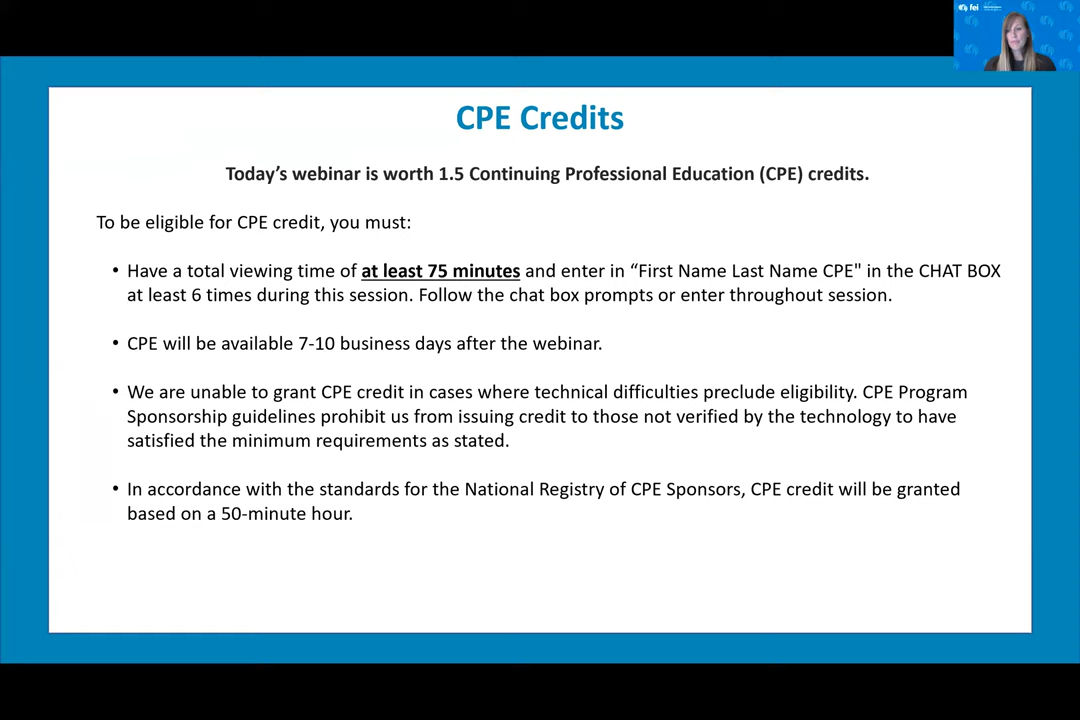 fei
CPE Credits
Today’s webinar is worth 1.5 Continuing Professional Education (CPE) credits.
To be eligible for CPE credit, you must:
• Have a total viewing time of at least 75 minutes and enter in “First Name Last Name CPE" in the CHAT BOX
at least 6 times during this session. Follow the chat box prompts or enter throughout session.
• CPE will be available 7-10 business days after the webinar.
• We are unable to grant CPE credit in cases where technical difficulties preclude eligibility. CPE Program
Sponsorship guidelines prohibit us from issuing credit to those not verified by the technology to have
satisfied the minimum requirements as stated.
• In accordance with the standards for the National Registry of CPE Sponsors, CPE credit will be granted
based on a 50-minute hour.